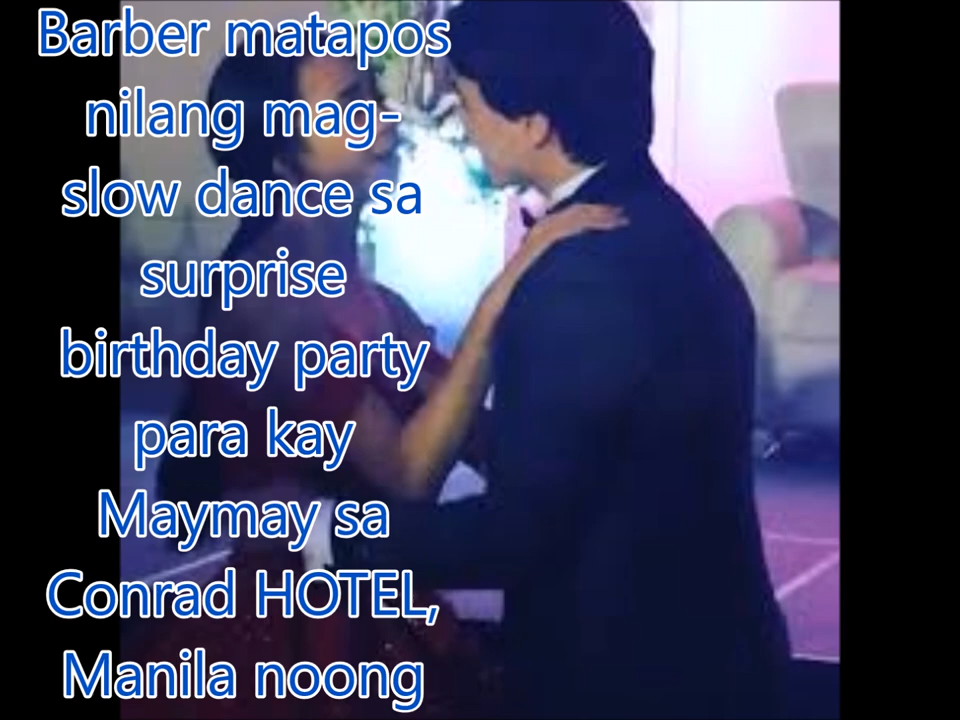 Barber matapos
nilang mag-
slow dance sa
surprise
birthday party
para kay
Maymay sa
Conrad HOTEL,
Manila noong